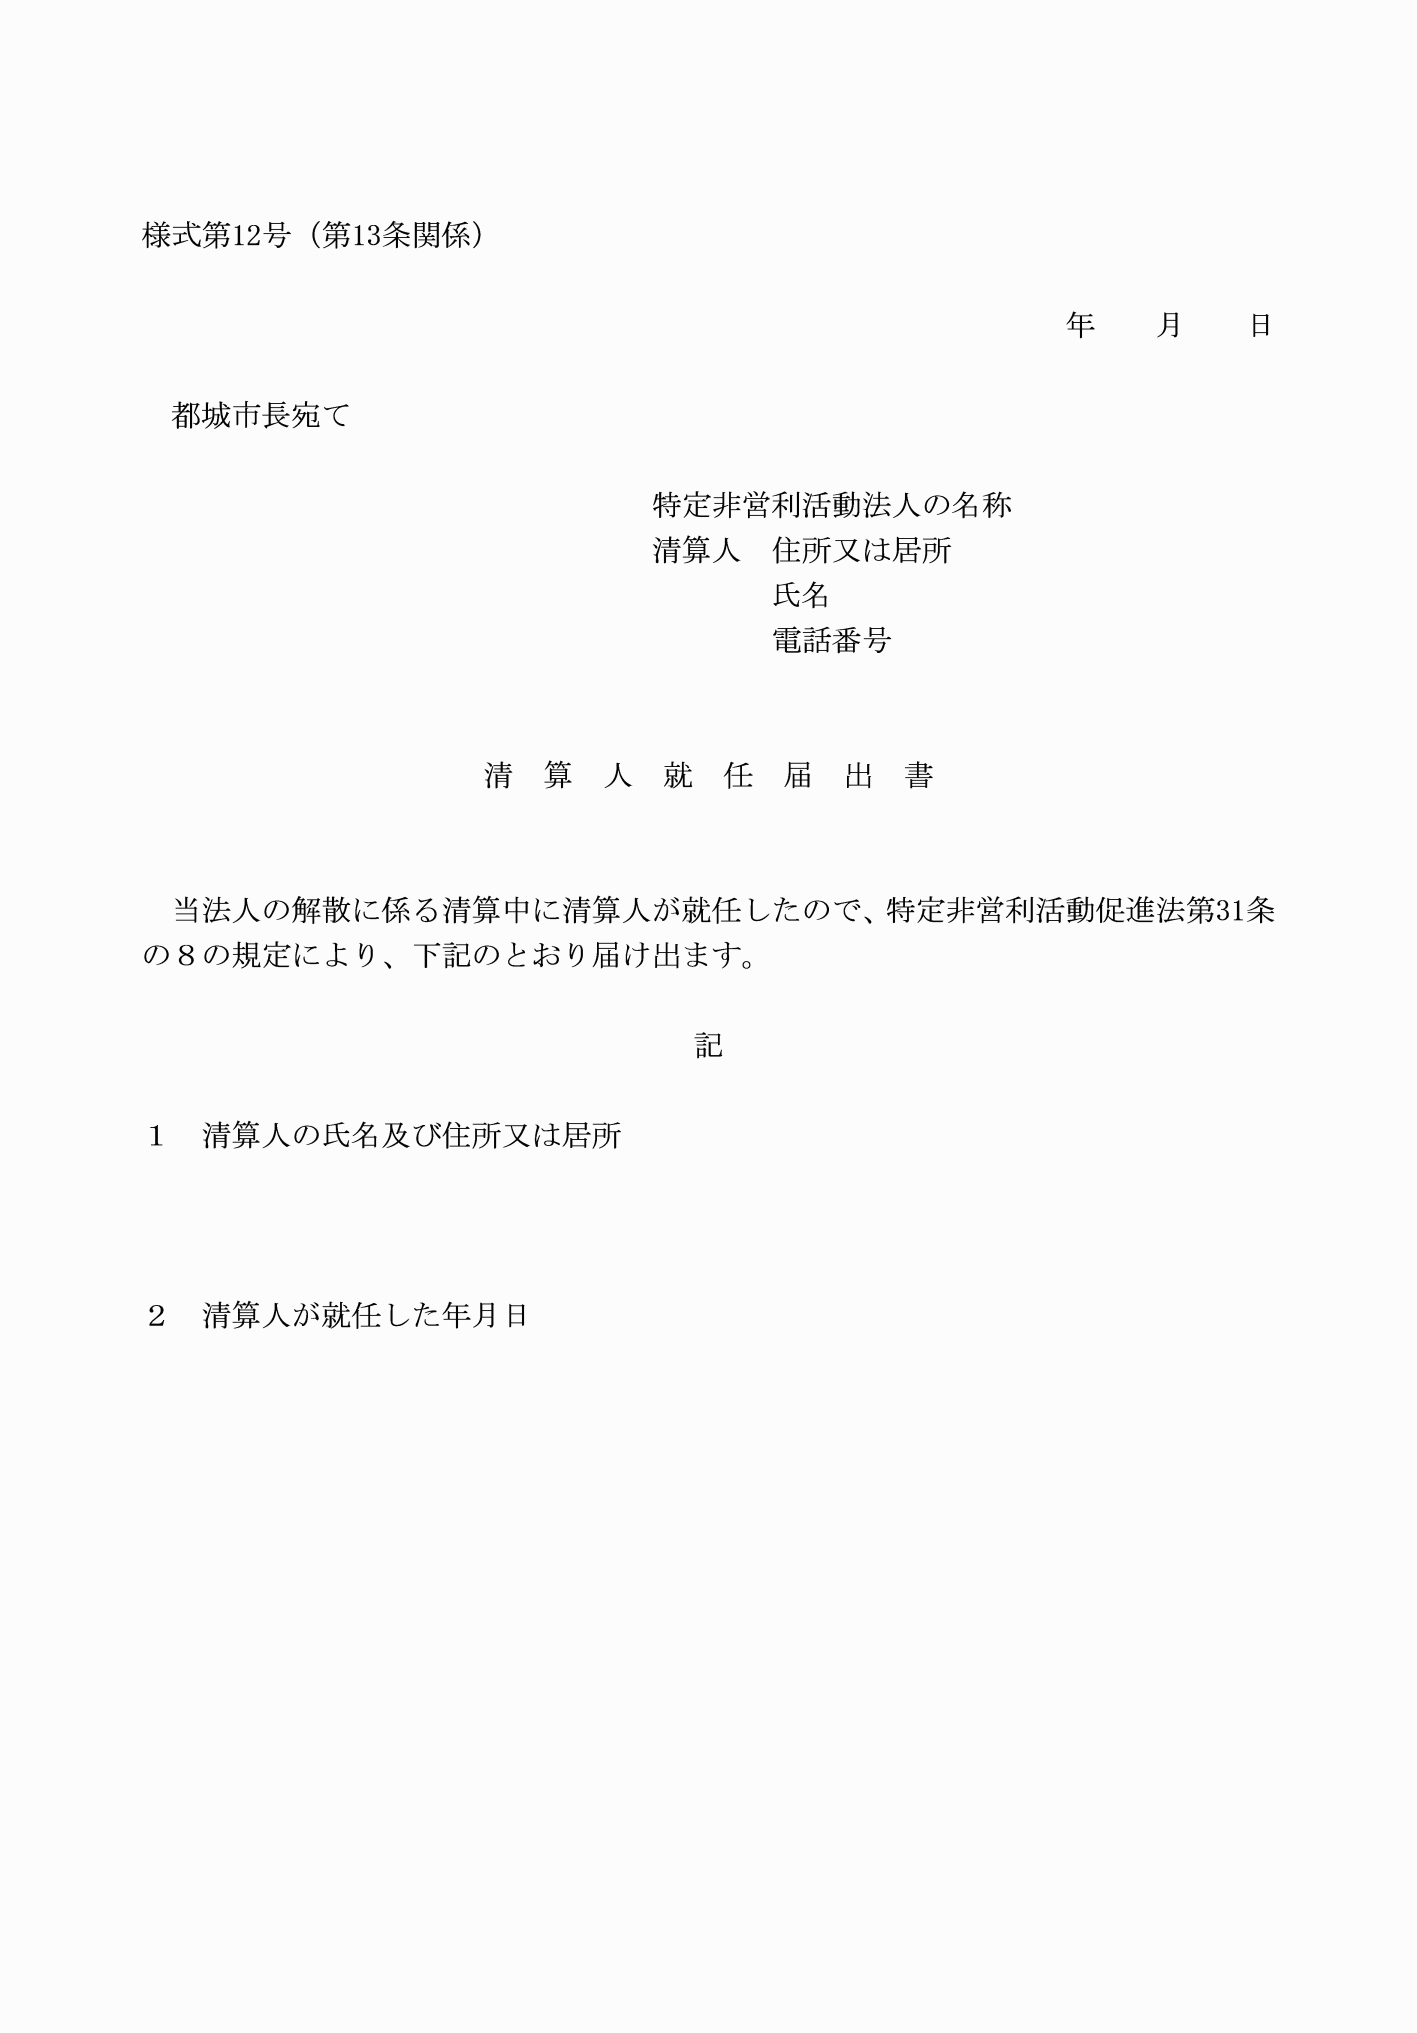 様式第12号（第13条関係）
年　　月　　日
都城市長宛て
特定非営利活動法人の名称
清算人　住所又は居所
氏名
電話番号
清　算　人　就　任　届　出　書
当法人の解散に係る清算中に清算人が就任したので、特定非営利活動促進法第31条
の８の規定により、下記のとおり届け出ます。
記
１　清算人の氏名及び住所又は居所
２　清算人が就任した年月日